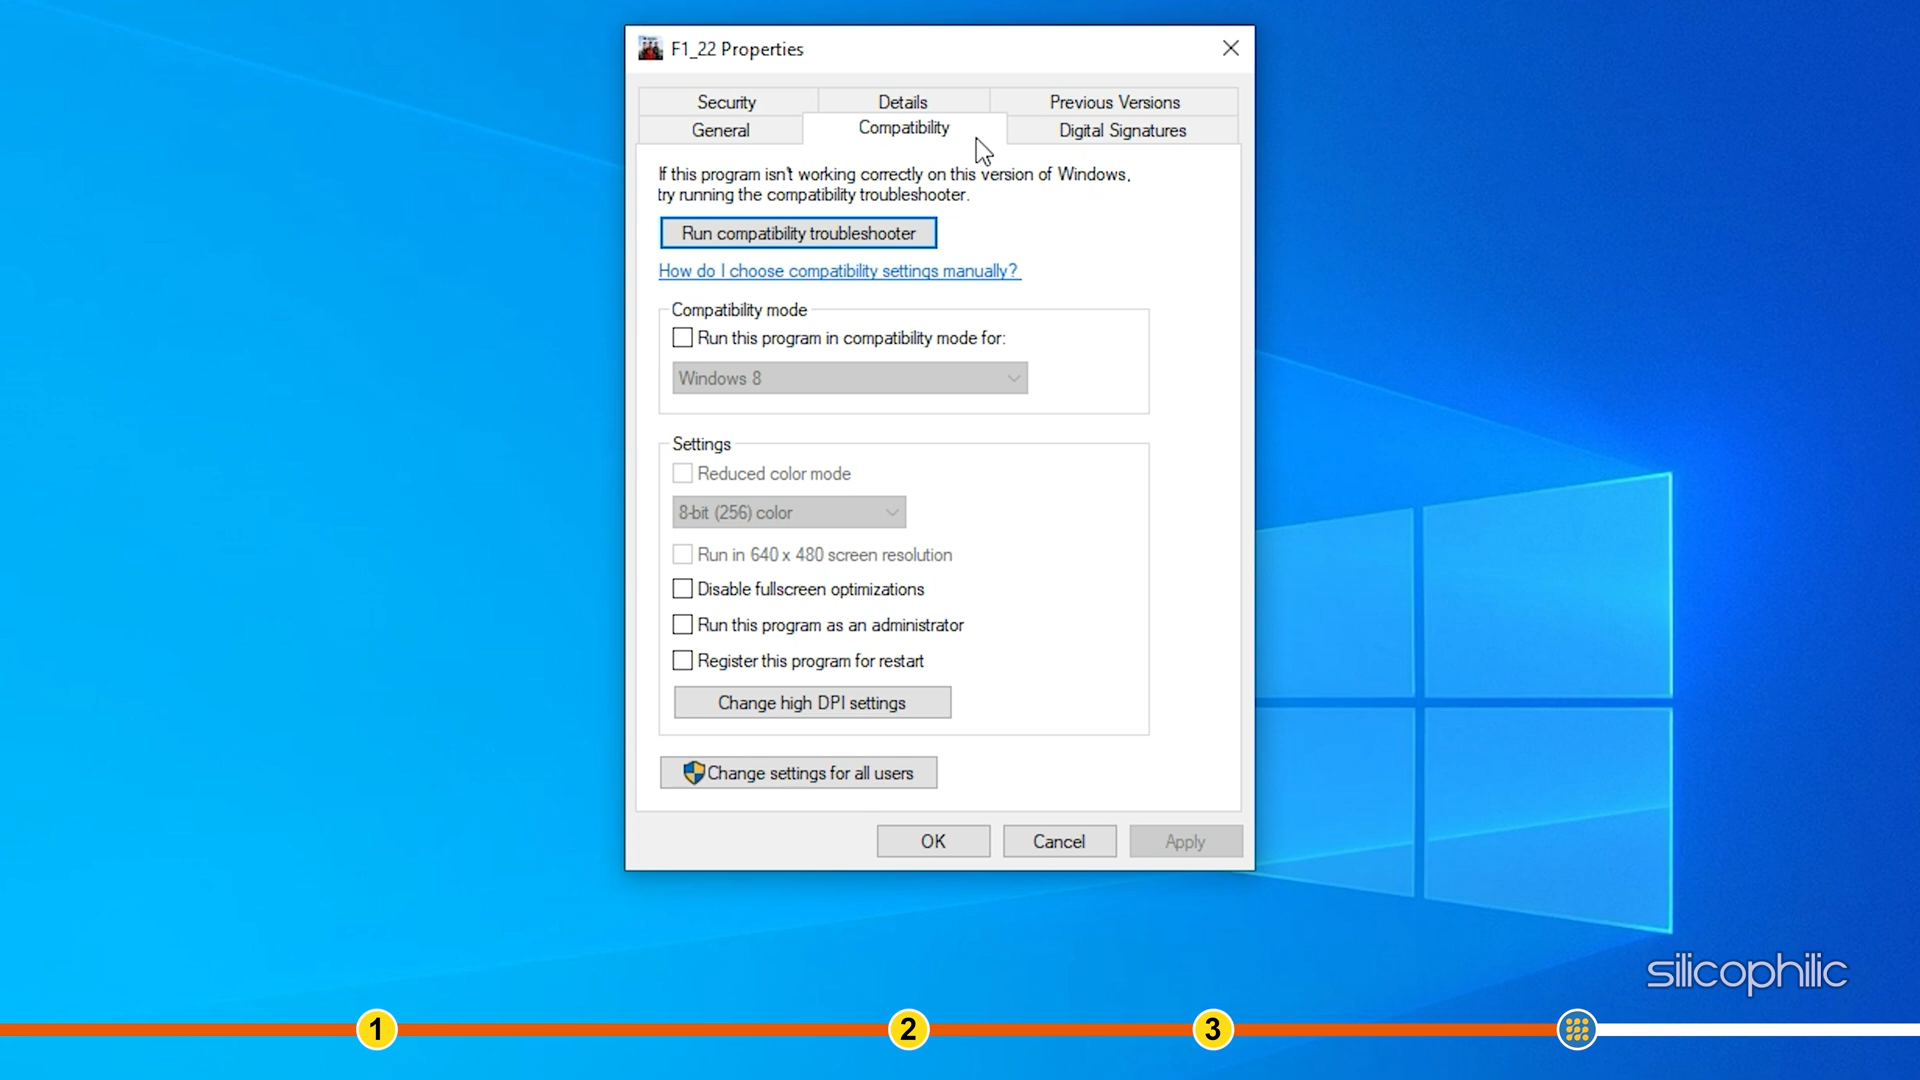 F1_22 Properties
Security
Details
Previous Versions
General
Compatibility
Digital Signatures
If this program isn't working correctly on this version of Windows,
try running the compatibility troubleshooter.
Run compatibility troubleshooter
How do I choose compatibility settings manually?
Compatibility mode
Run this program in compatibility mode for:
Windows 8
Settings
Reduced color mode
8-bit (256) color
Run in 640 x 480 screen resolution
Disable fullscreen optimizations
Run this program as an administrator
Register this program for restart
Change high DPI settings
Change settings for all users
OK
Cancel
Apply
silicophilic
1
2
3